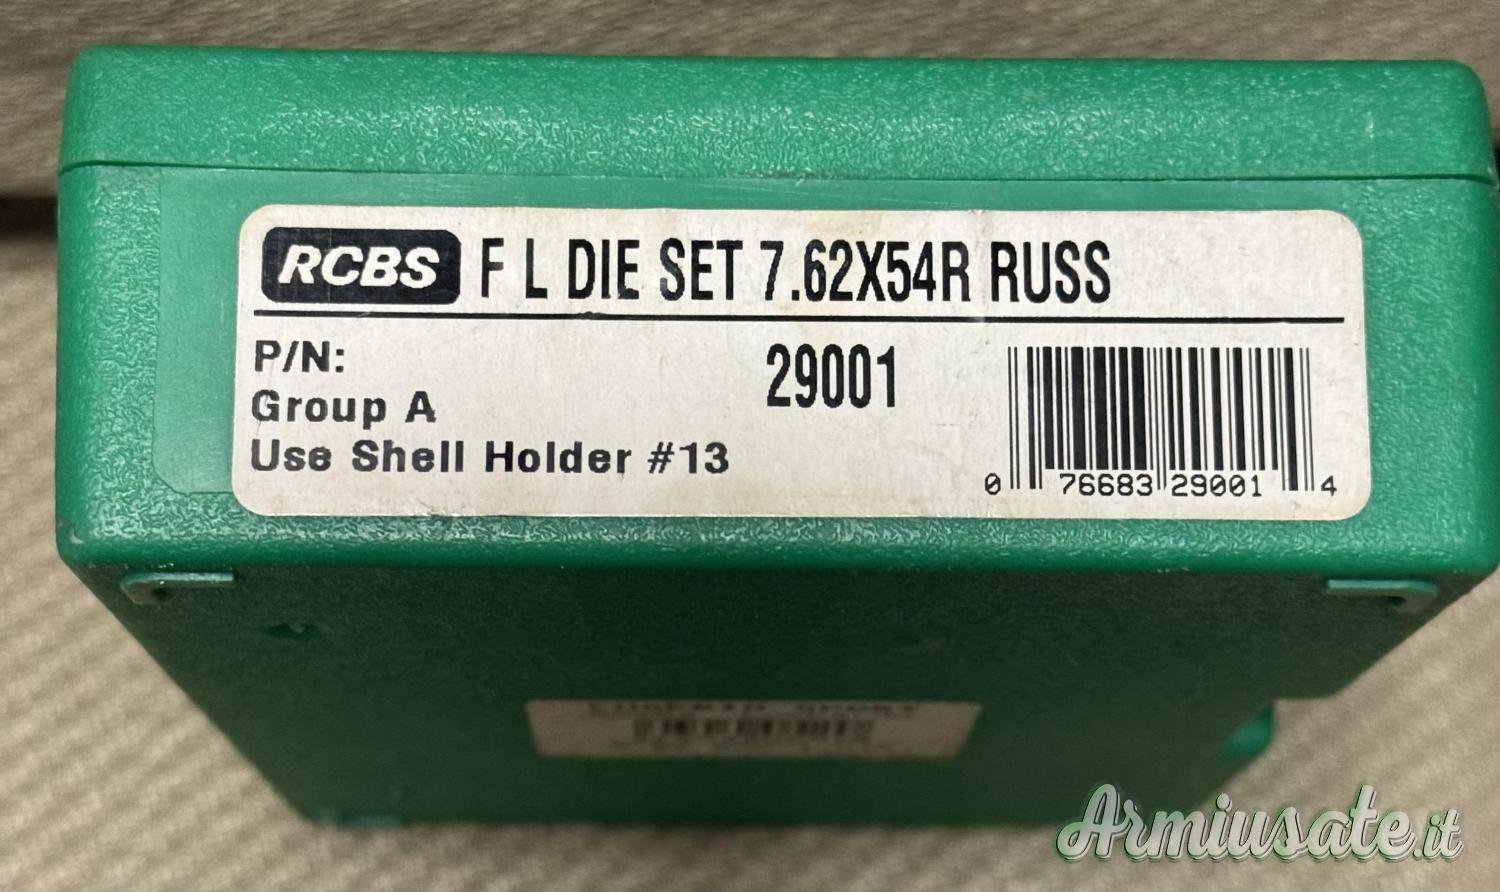 RCBS F L DIE SET 7.62X54R RUSS
P/N: 29001
Group A
Use Shell Holder #13
0 76683 29001 4
Armiusate.it